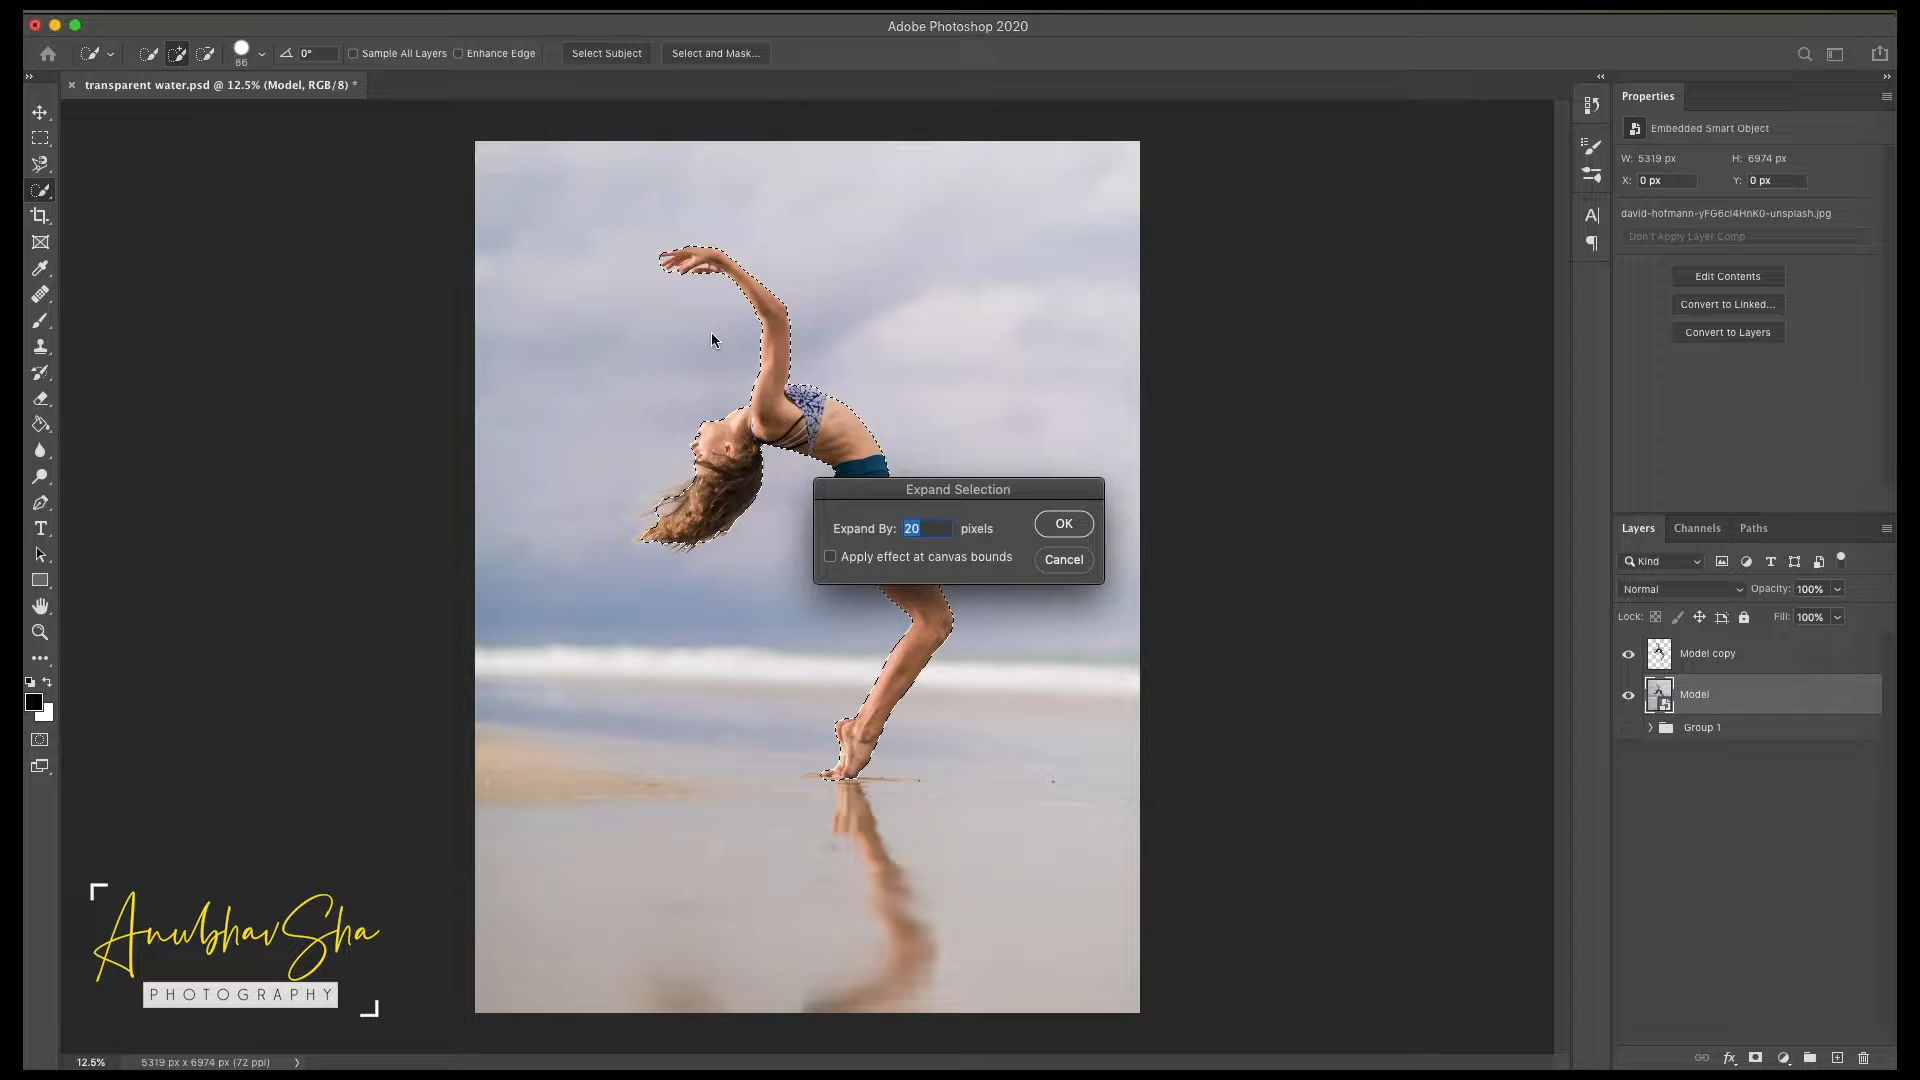 Adobe Photoshop 2020
86
0°
Sample All Layers
Enhance Edge
Select Subject
Select and Mask...
transparent water.psd @ 12.5% (Model, RGB/8) *
Properties
Embedded Smart Object
W: 5319 px
H: 6974 px
X: 0 px
Y: 0 px
david-hofmann-yFG6cl4HnK0-unsplash.jpg
Don't Apply Layer Comp
Edit Contents
Convert to Linked...
Convert to Layers
Expand Selection
Expand By: 20 pixels
OK
Apply effect at canvas bounds
Cancel
Layers
Channels
Paths
Kind
Normal
Opacity: 100%
Lock:
Fill: 100%
Model copy
Model
Group 1
AnubhavSha
PHOTOGRAPHY
12.5%
5319 px x 6974 px (72 ppi)